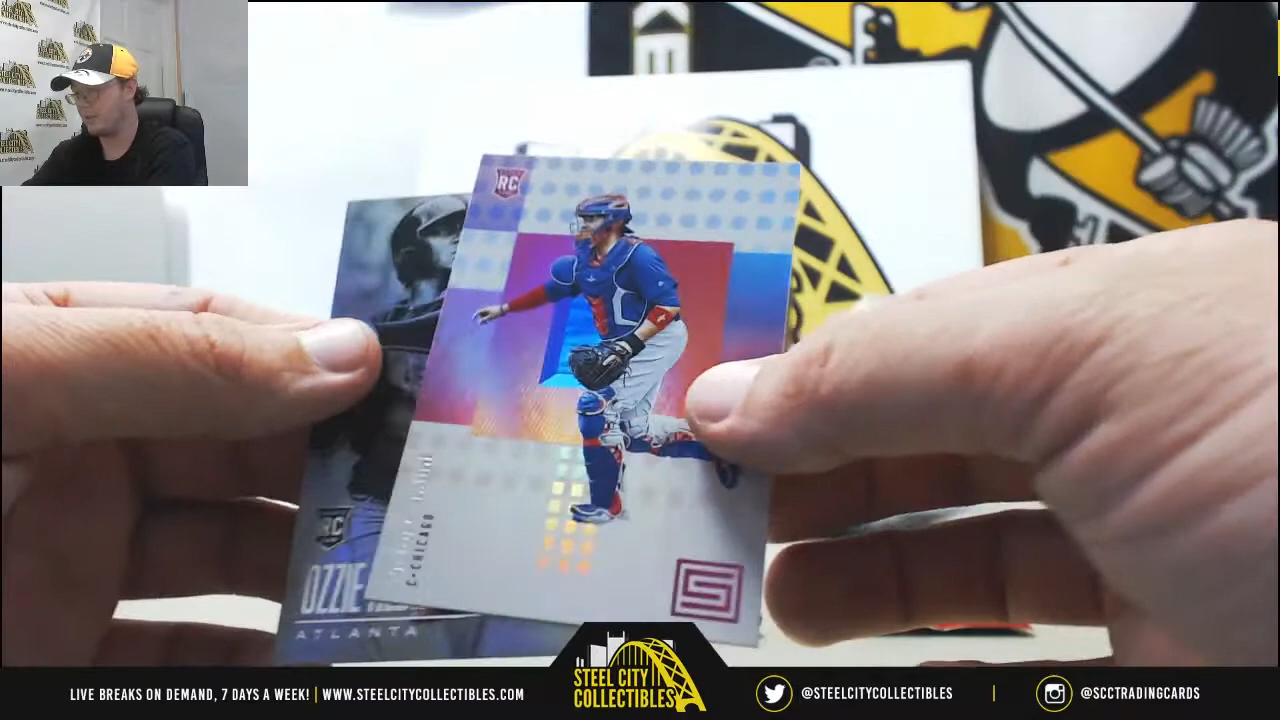 RC
C-CHICAGO
RC
OZZIE
ATLANTA
LIVE BREAKS ON DEMAND, 7 DAYS A WEEK! | WWW.STEELCITYCOLLECTIBLES.COM
STEEL CITY
COLLECTIBLES
@STEELCITYCOLLECTIBLES | @SCCTRADINGCARDS